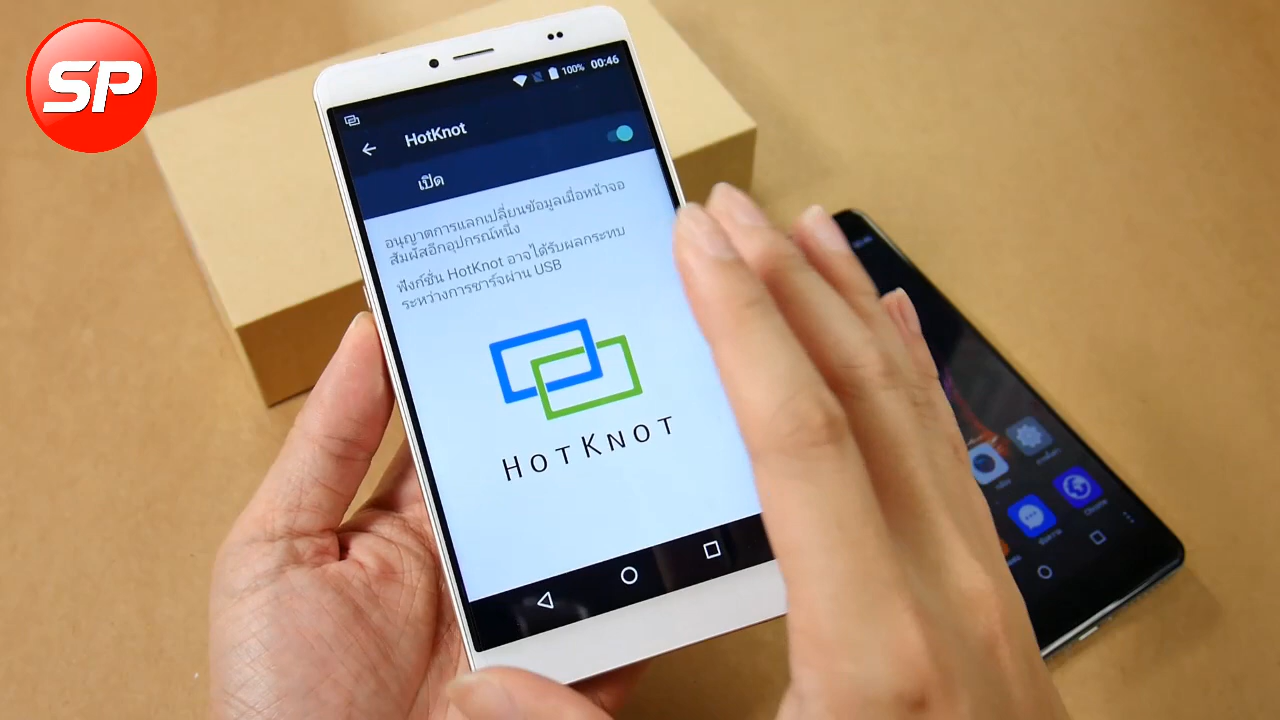 SP
100% 00:46
HotKnot
เปิด
อนุญาตการแลกเปลี่ยนข้อมูลเมื่อหน้าจอ
สัมผัสอีกอุปกรณ์หนึ่ง
ฟังก์ชั่น HotKnot อาจได้รับผลกระทบ
ระหว่างการชาร์จผ่าน USB
HOTKNOT
Chrome